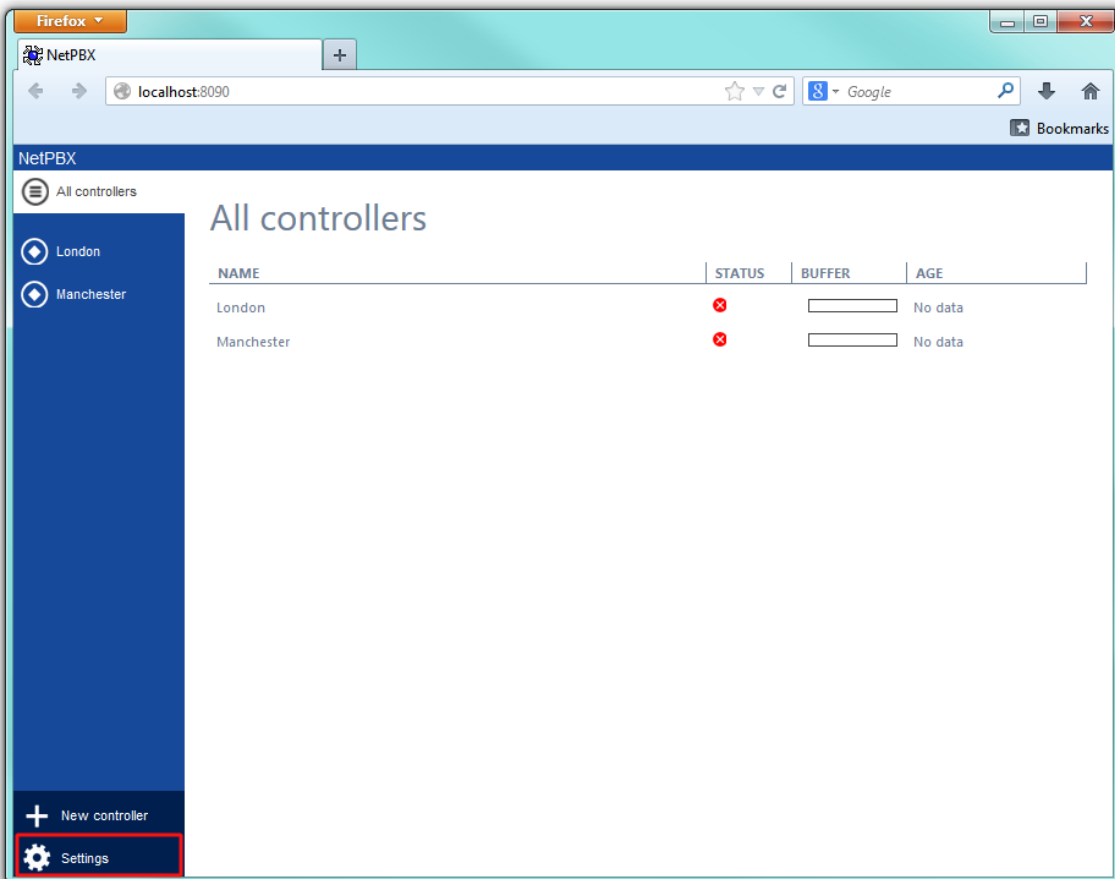 Firefox
NetPBX
localhost:8090
8 Google
Bookmarks
NetPBX
All controllers
London
Manchester
All controllers
NAME STATUS BUFFER AGE
London No data
Manchester No data
New controller
Settings